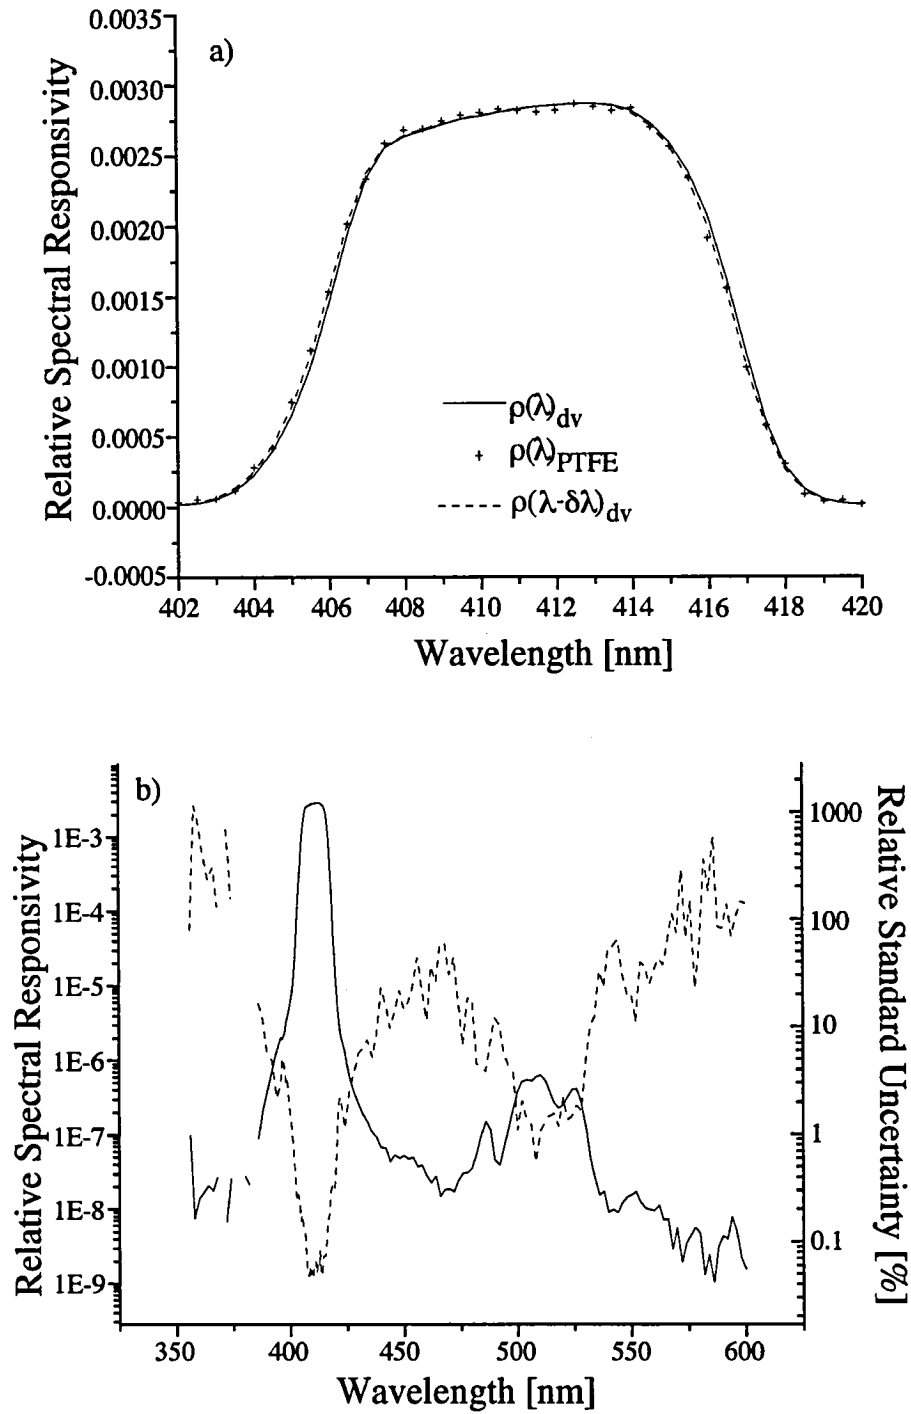 a)
0.0035
0.0030
0.0025
0.0020
0.0015
0.0010
0.0005
0.0000
-0.0005
Relative Spectral Responsivity
ρ(λ)dv
ρ(λ)PTFE
ρ(λ-δλ)dv
402 404 406 408 410 412 414 416 418 420
Wavelength [nm]
b)
1E-3
1E-4
1E-5
1E-6
1E-7
1E-8
1E-9
Relative Spectral Responsivity
1000
100
10
1
0.1
Relative Standard Uncertainty [%]
350 400 450 500 550 600
Wavelength [nm]